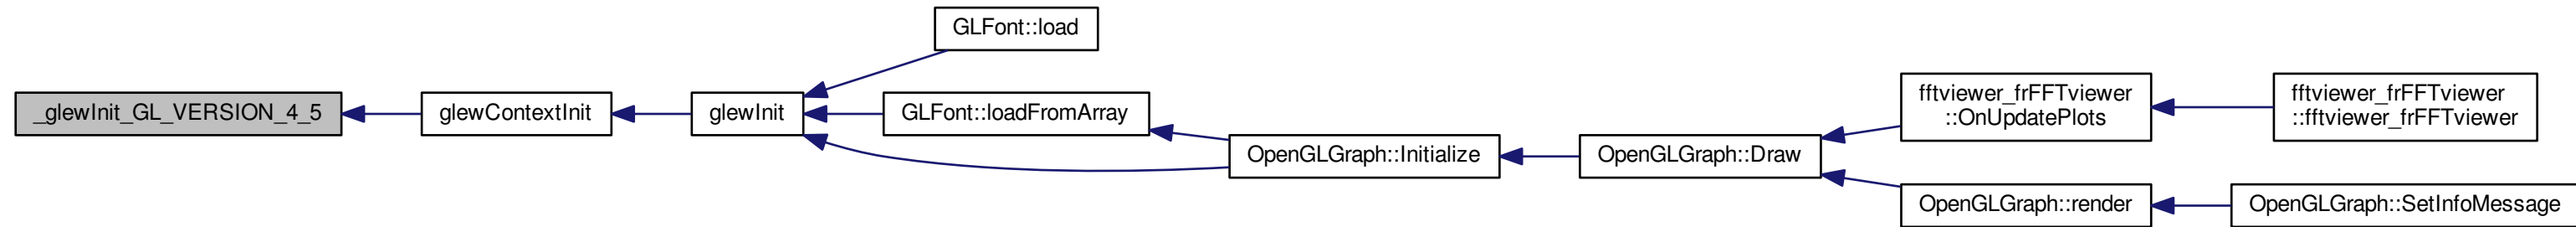 _glewInit_GL_VERSION_4_5
glewContextInit
glewInit
GLFont::load
GLFont::loadFromArray
OpenGLGraph::Initialize
OpenGLGraph::Draw
fftviewer_frFFTviewer
::OnUpdatePlots
fftviewer_frFFTviewer
::fftviewer_frFFTviewer
OpenGLGraph::render
OpenGLGraph::SetInfoMessage